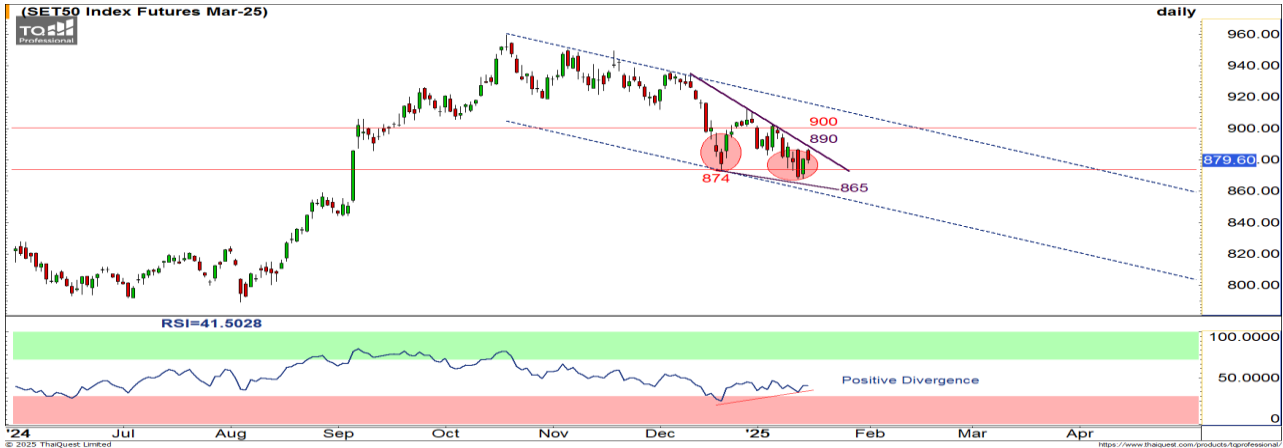 (SET50 Index Futures Mar-25) daily
TQ
Professional
960.00
940.00
920.00
900.00
880.00
879.60
860.00
840.00
820.00
800.00
900
890
874
865
RSI=41.5028
Positive Divergence
100.0000
50.0000
0
'24 Jul Aug Sep Oct Nov Dec '25 Feb Mar Apr
© 2025 ThaiQuest Limited https://www.thaiquest.com/products/tqprofessional/